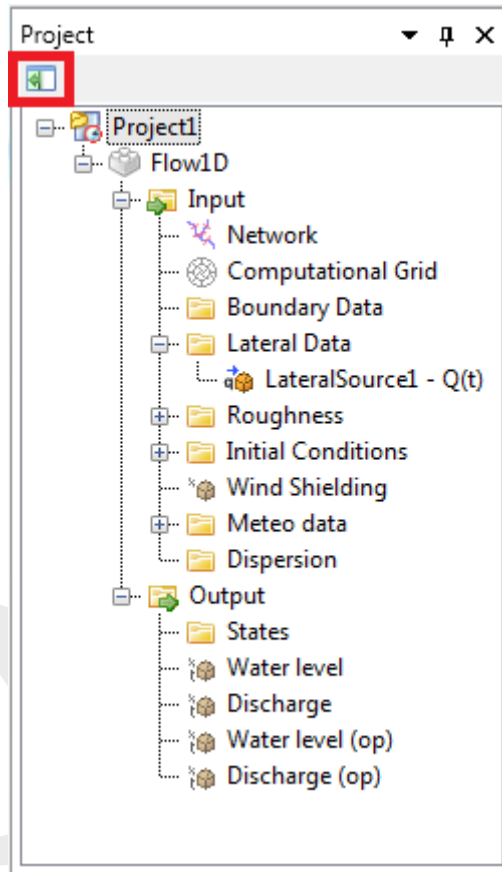 Project
Project1
Flow1D
Input
Network
Computational Grid
Boundary Data
Lateral Data
LateralSource1 - Q(t)
Roughness
Initial Conditions
Wind Shielding
Meteo data
Dispersion
Output
States
Water level
Discharge
Water level (op)
Discharge (op)